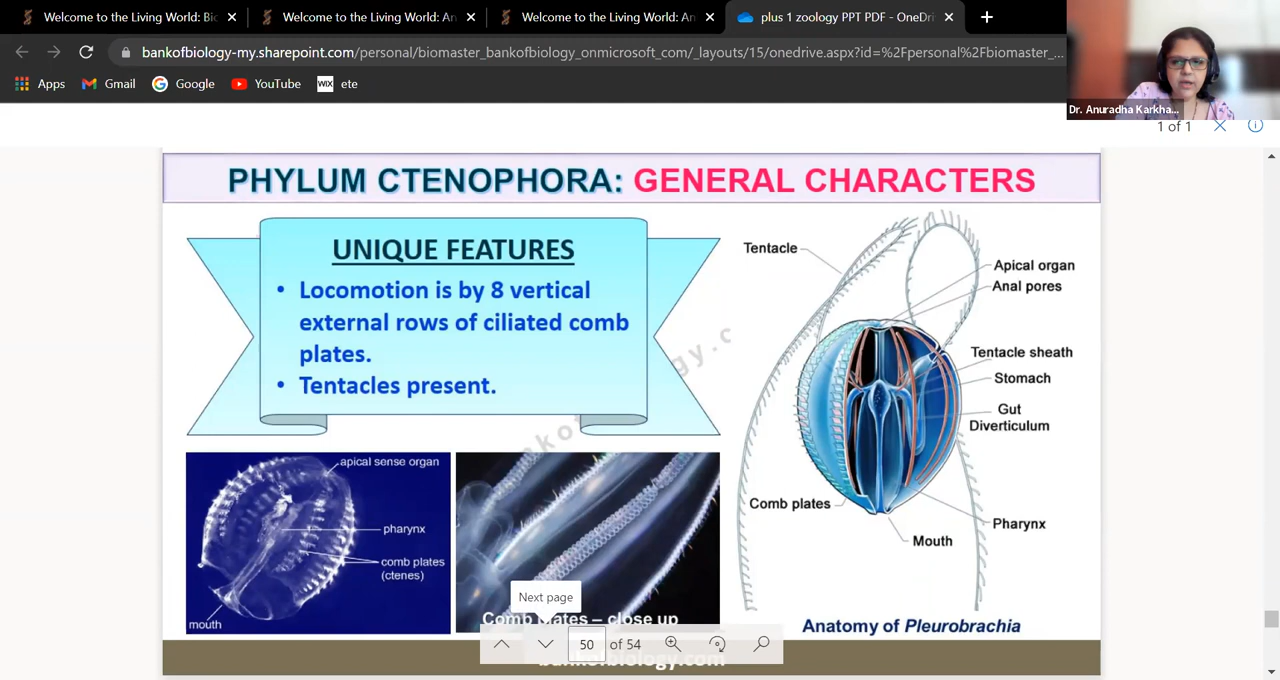 Welcome to the Living World: Bio
Welcome to the Living World: An
Welcome to the Living World: An
plus 1 zoology PPT PDF - OneDri
bankofbiology-my.sharepoint.com/personal/biomaster_bankofbiology_onmicrosoft_com/_layouts/15/onedrive.aspx?id=%2Fpersonal%2Fbiomaster_...
Apps
Gmail
Google
YouTube
WIX
ete
Dr. Anuradha Karkha...
1 of 1
PHYLUM CTENOPHORA: GENERAL CHARACTERS
UNIQUE FEATURES
• Locomotion is by 8 vertical
external rows of ciliated comb
plates.
• Tentacles present.
Tentacle
Apical organ
Anal pores
Tentacle sheath
Stomach
Gut
Diverticulum
Comb plates
Pharynx
Mouth
Anatomy of Pleurobrachia
apical sense organ
pharynx
comb plates
(ctenes)
mouth
Comb plates – close up
Next page
50 of 54
bankofbiology.com